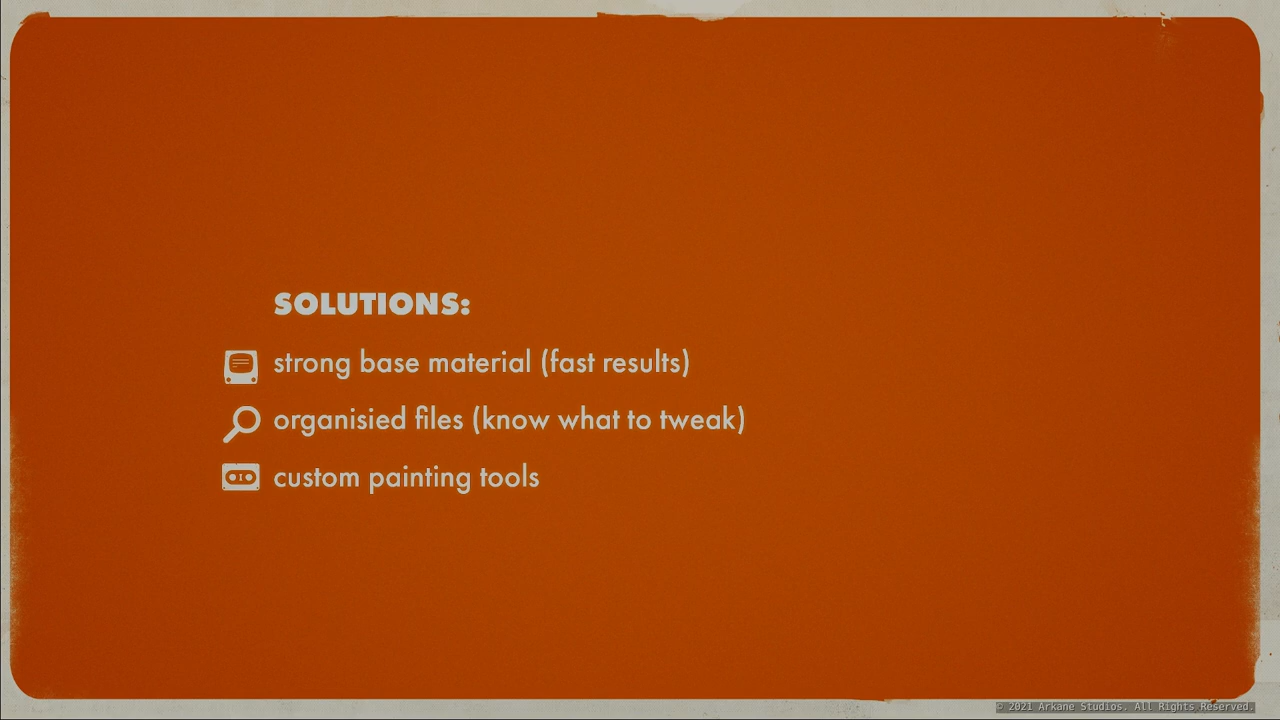 SOLUTIONS:
strong base material (fast results)
organisied files (know what to tweak)
custom painting tools
© 2021 Arkane Studios. All Rights Reserved.